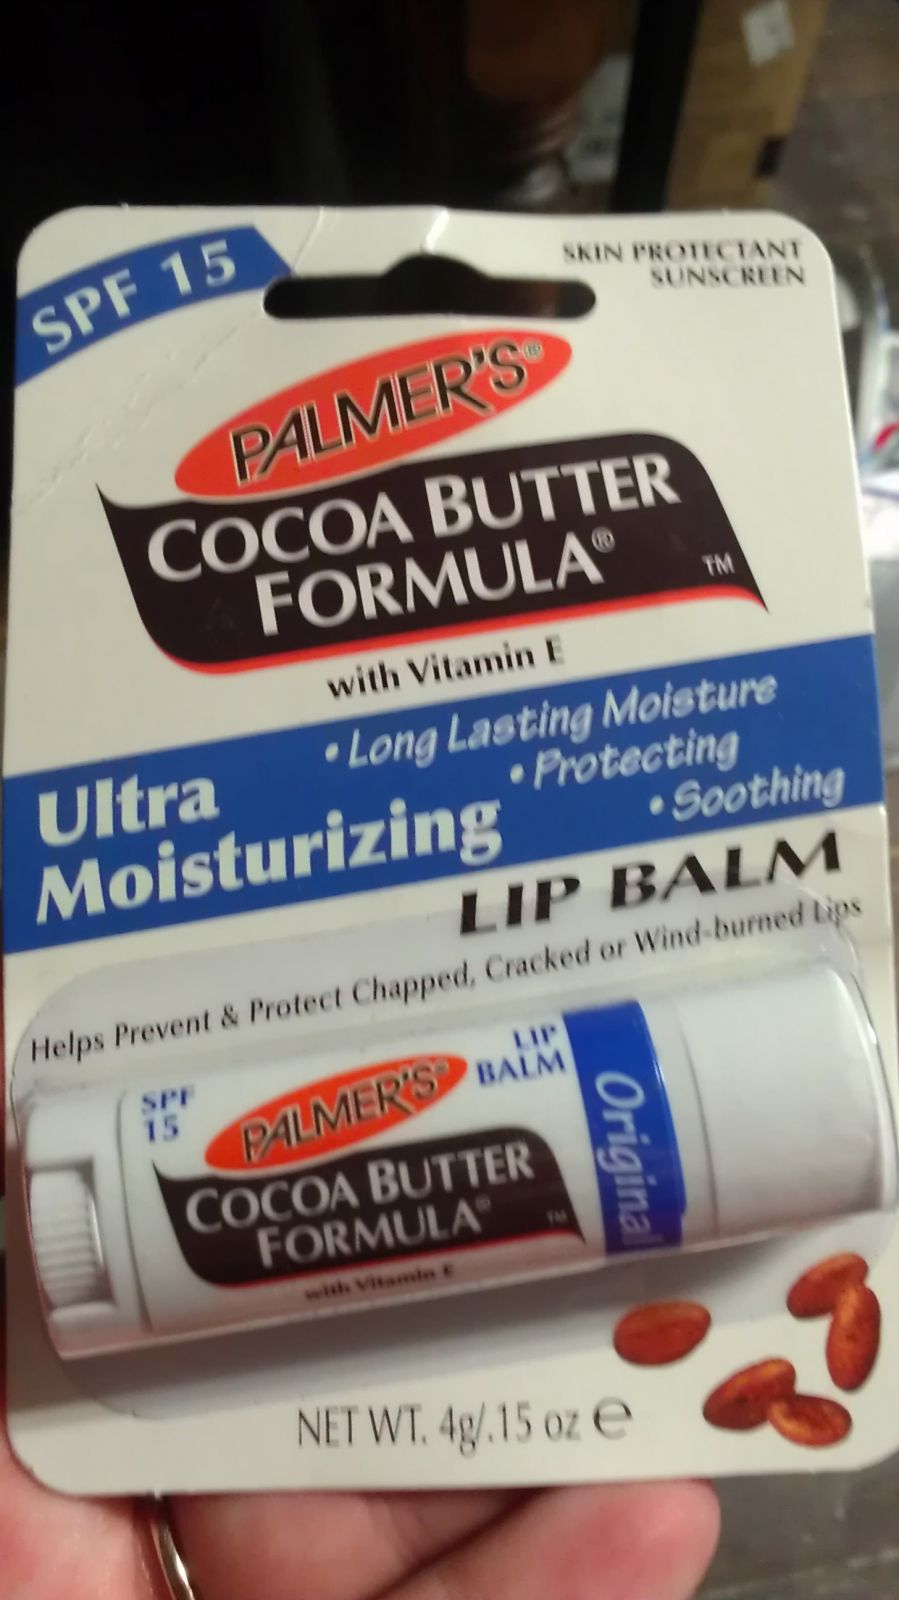 SPF 15
SKIN PROTECTANT
SUNSCREEN
PALMER'S®
COCOA BUTTER
FORMULA®
TM
with Vitamin E
Ultra
Moisturizing
• Long Lasting Moisture
• Protecting
• Soothing
LIP BALM
Helps Prevent & Protect Chapped, Cracked or Wind-burned Lips
SPF
15
PALMER'S®
LIP
BALM
COCOA BUTTER
FORMULA®
TM
with Vitamin E
Original
NET WT. 4g/.15 oz ℮